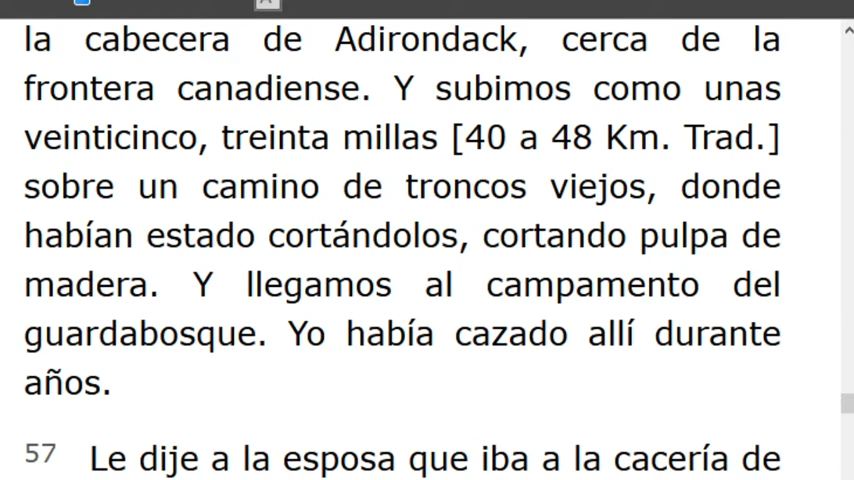 la cabecera de Adirondack, cerca de la
frontera canadiense. Y subimos como unas
veinticinco, treinta millas [40 a 48 Km. Trad.]
sobre un camino de troncos viejos, donde
habían estado cortándolos, cortando pulpa de
madera. Y llegamos al campamento del
guardabosque. Yo había cazado allí durante
años.
57 Le dije a la esposa que iba a la cacería de